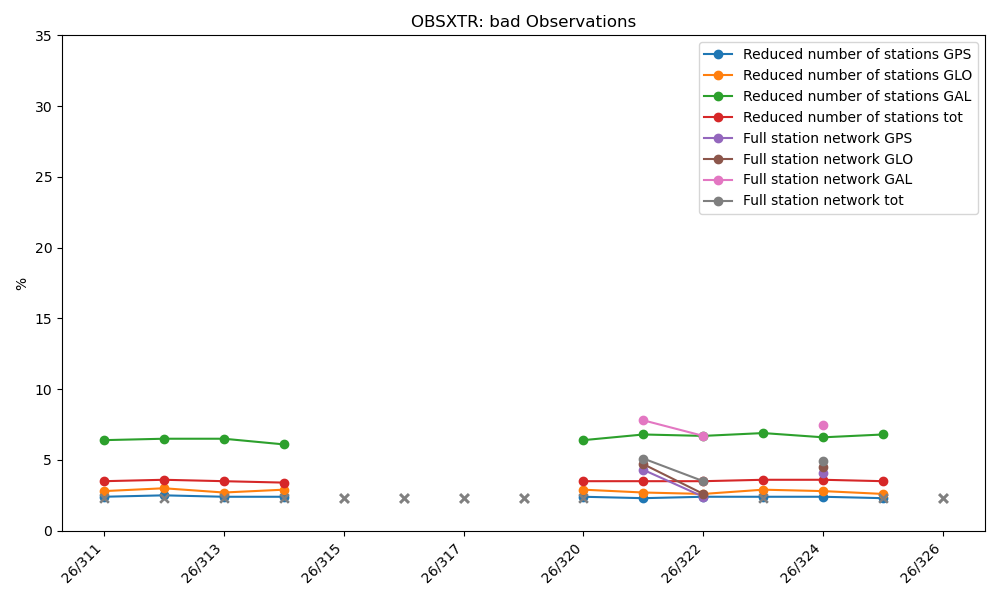 OBSXTR: bad Observations
35
30
25
20
15
10
5
0
%
Reduced number of stations GPS
Reduced number of stations GLO
Reduced number of stations GAL
Reduced number of stations tot
Full station network GPS
Full station network GLO
Full station network GAL
Full station network tot
26/311
26/313
26/315
26/317
26/320
26/322
26/324
26/326